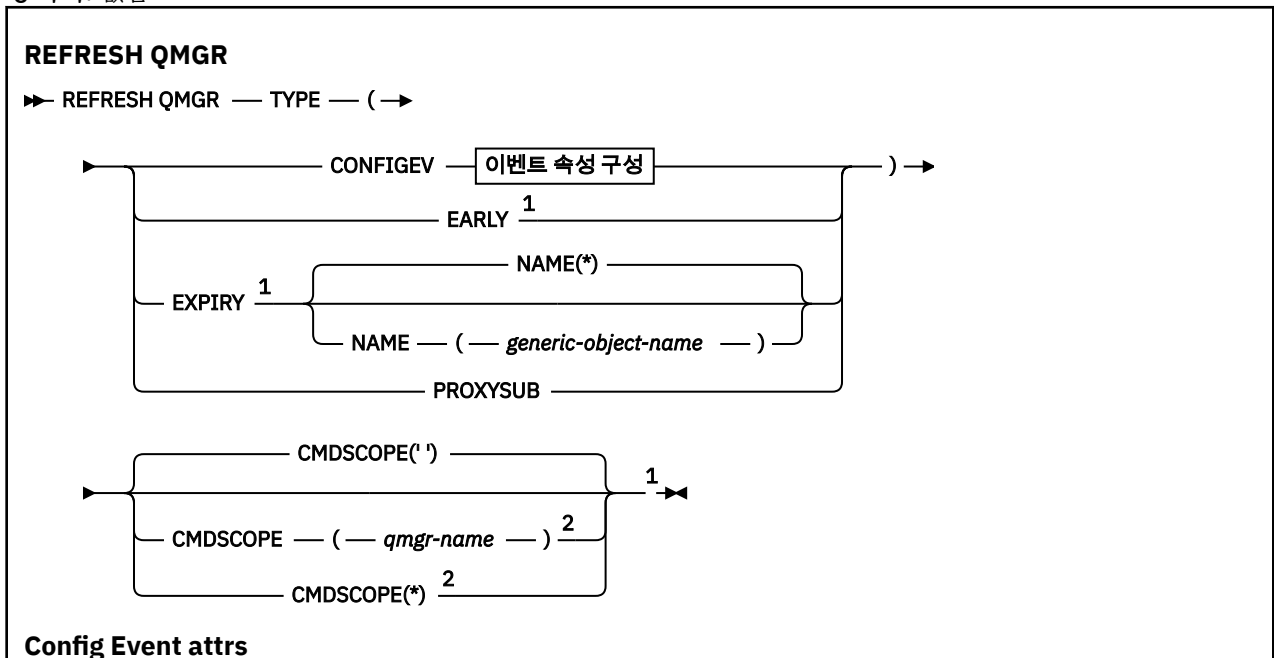 REFRESH QMGR
REFRESH QMGR TYPE (
CONFIGEV 이벤트 속성 구성 )
EARLY 1
NAME(*)
EXPIRY 1
NAME ( generic-object-name )
PROXYSUB
CMDSCOPE(' ')
1
CMDSCOPE ( qmgr-name ) 2
CMDSCOPE(*) 2
Config Event attrs